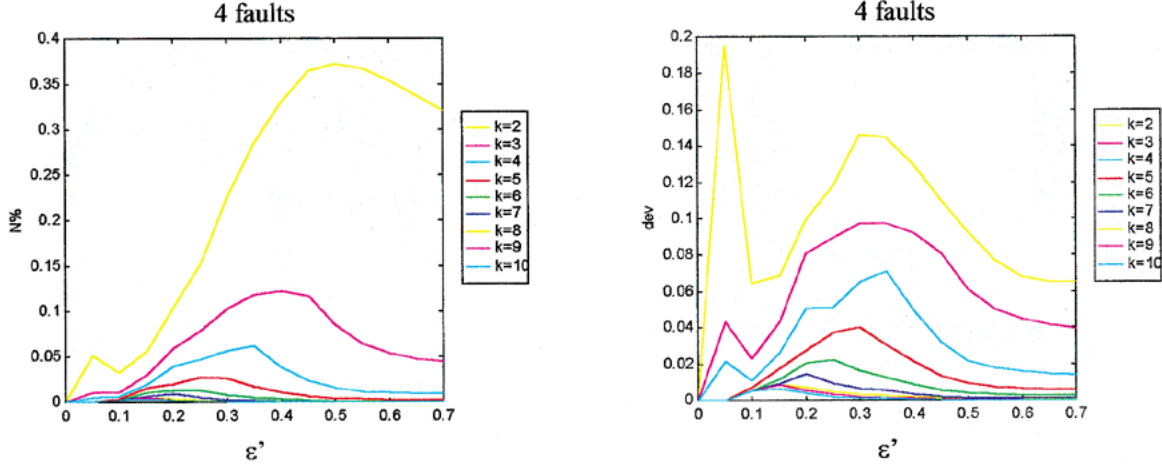 4 faults
0.4
0.35
0.3
0.25
0.2
0.15
0.1
0.05
0
N%
0 0.1 0.2 0.3 0.4 0.5 0.6 0.7
ε’
k=2
k=3
k=4
k=5
k=6
k=7
k=8
k=9
k=10
4 faults
0.2
0.18
0.16
0.14
0.12
0.1
0.08
0.06
0.04
0.02
0
dev
0 0.1 0.2 0.3 0.4 0.5 0.6 0.7
ε’
k=2
k=3
k=4
k=5
k=6
k=7
k=8
k=9
k=10